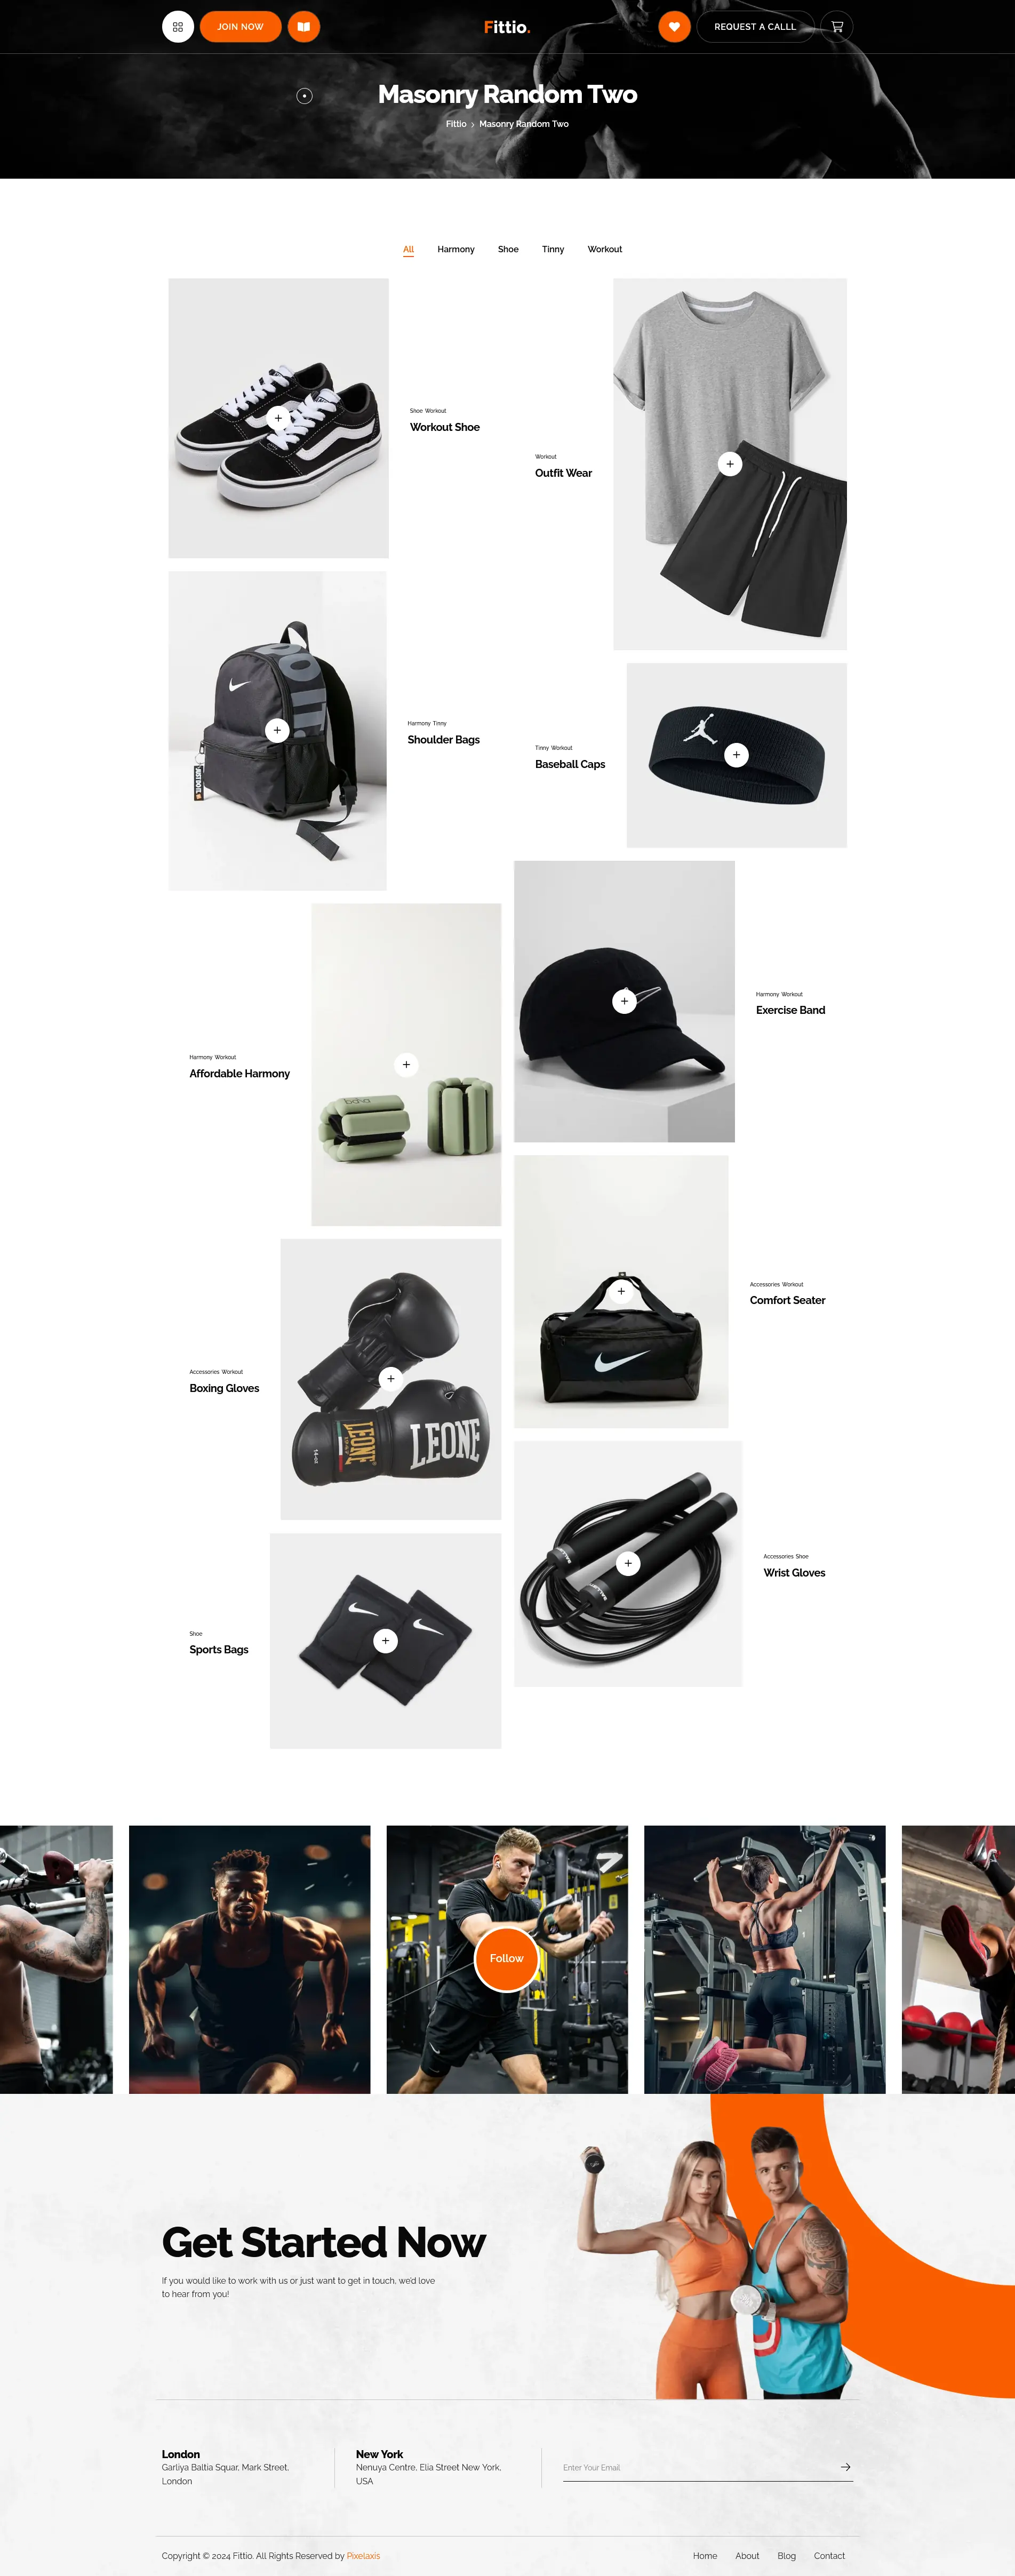 JOIN NOW
Fittio.
REQUEST A CALLL
Masonry Random Two
Fittio > Masonry Random Two
All
Harmony
Shoe
Tinny
Workout
Shoe Workout
Workout Shoe
Workout
Outfit Wear
Harmony Tinny
Shoulder Bags
Tinny Workout
Baseball Caps
Harmony Workout
Exercise Band
Harmony Workout
Affordable Harmony
Accessories Workout
Comfort Seater
Accessories Workout
Boxing Gloves
LEONE
LEONE
14-oz
Accessories Shoe
Wrist Gloves
Shoe
Sports Bags
Follow
Get Started Now
If you would like to work with us or just want to get in touch, we'd love
to hear from you!
London
Garliya Baltia Squar, Mark Street,
London
New York
Nenuya Centre, Elia Street New York,
USA
Enter Your Email
Copyright © 2024 Fittio. All Rights Reserved by Pixelaxis
Home
About
Blog
Contact